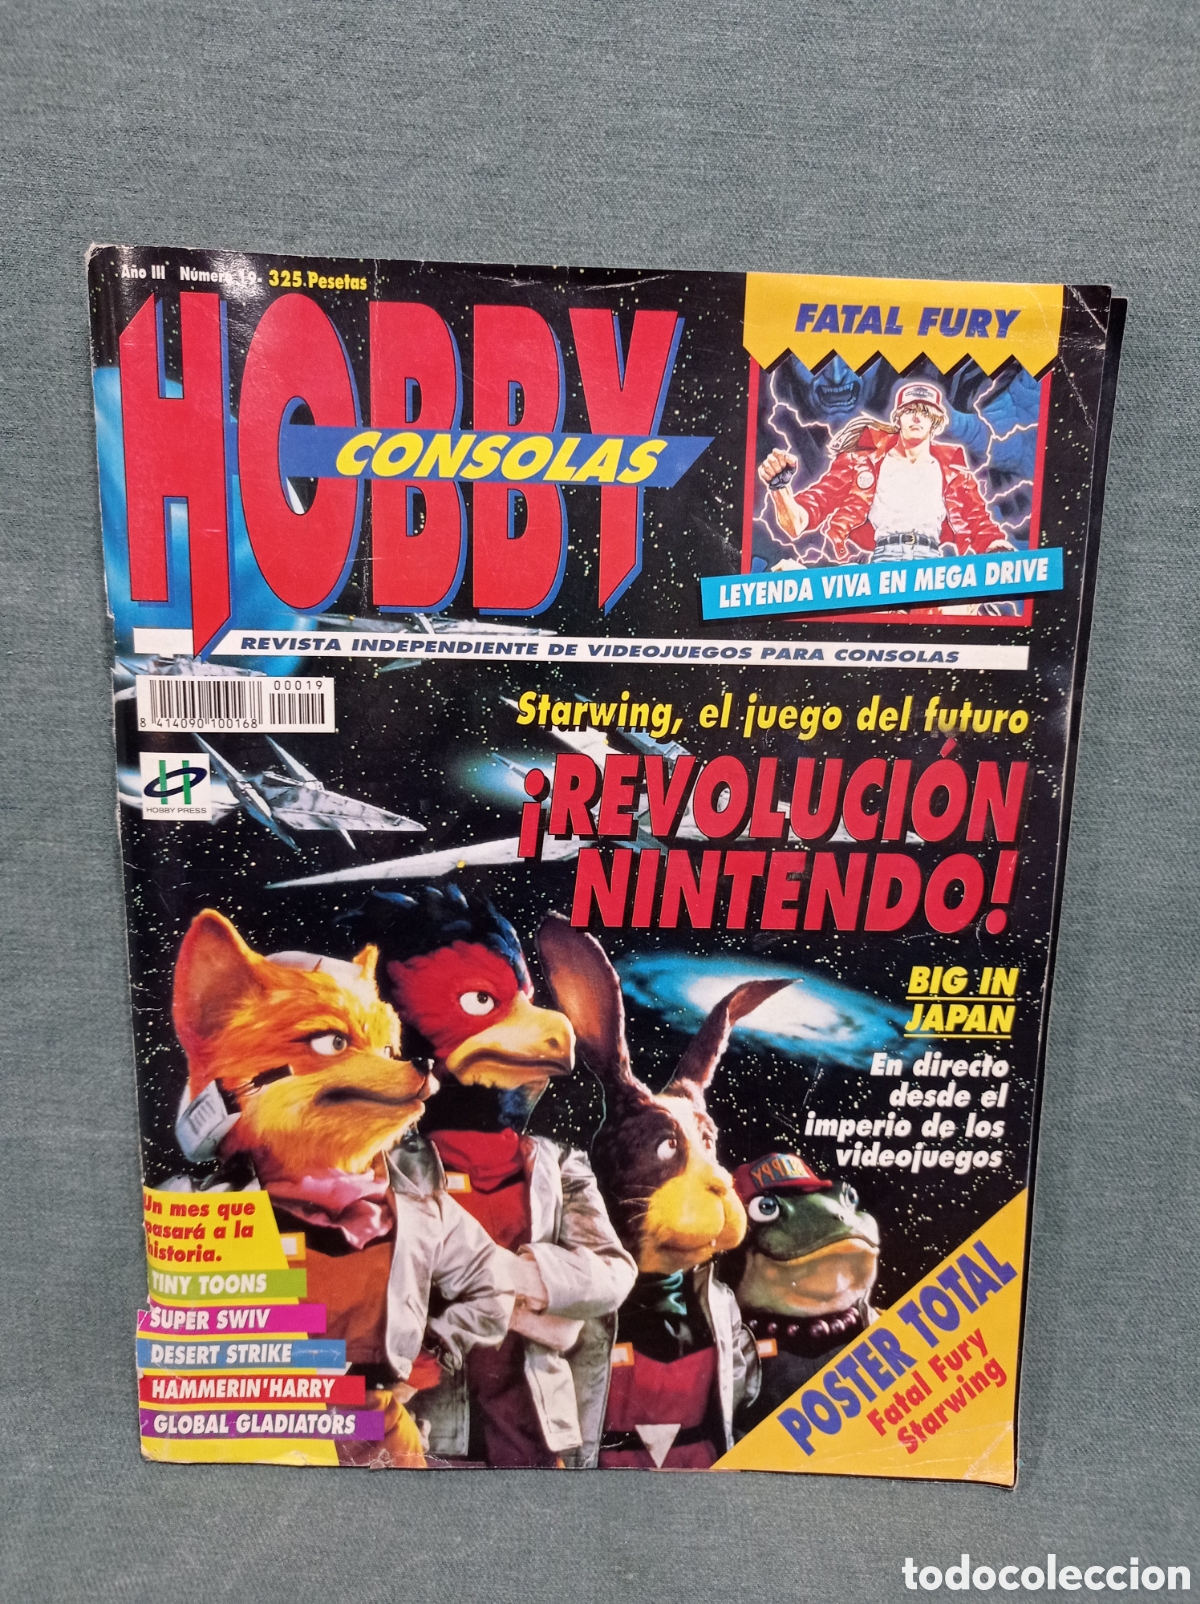 Año III Número 19. 325 Pesetas
HOBBY
CONSOLAS
FATAL FURY
LEYENDA VIVA EN MEGA DRIVE
REVISTA INDEPENDIENTE DE VIDEOJUEGOS PARA CONSOLAS
00019
8 414090 100168
HOBBY PRESS
Starwing, el juego del futuro
¡REVOLUCIÓN
NINTENDO!
BIG IN
JAPAN
En directo
desde el
imperio de los
videojuegos
Un mes que
pasará a la
historia.
TINY TOONS
SUPER SWIV
DESERT STRIKE
HAMMERIN'HARRY
GLOBAL GLADIATORS
POSTER TOTAL
Fatal Fury
Starwing
todocoleccion